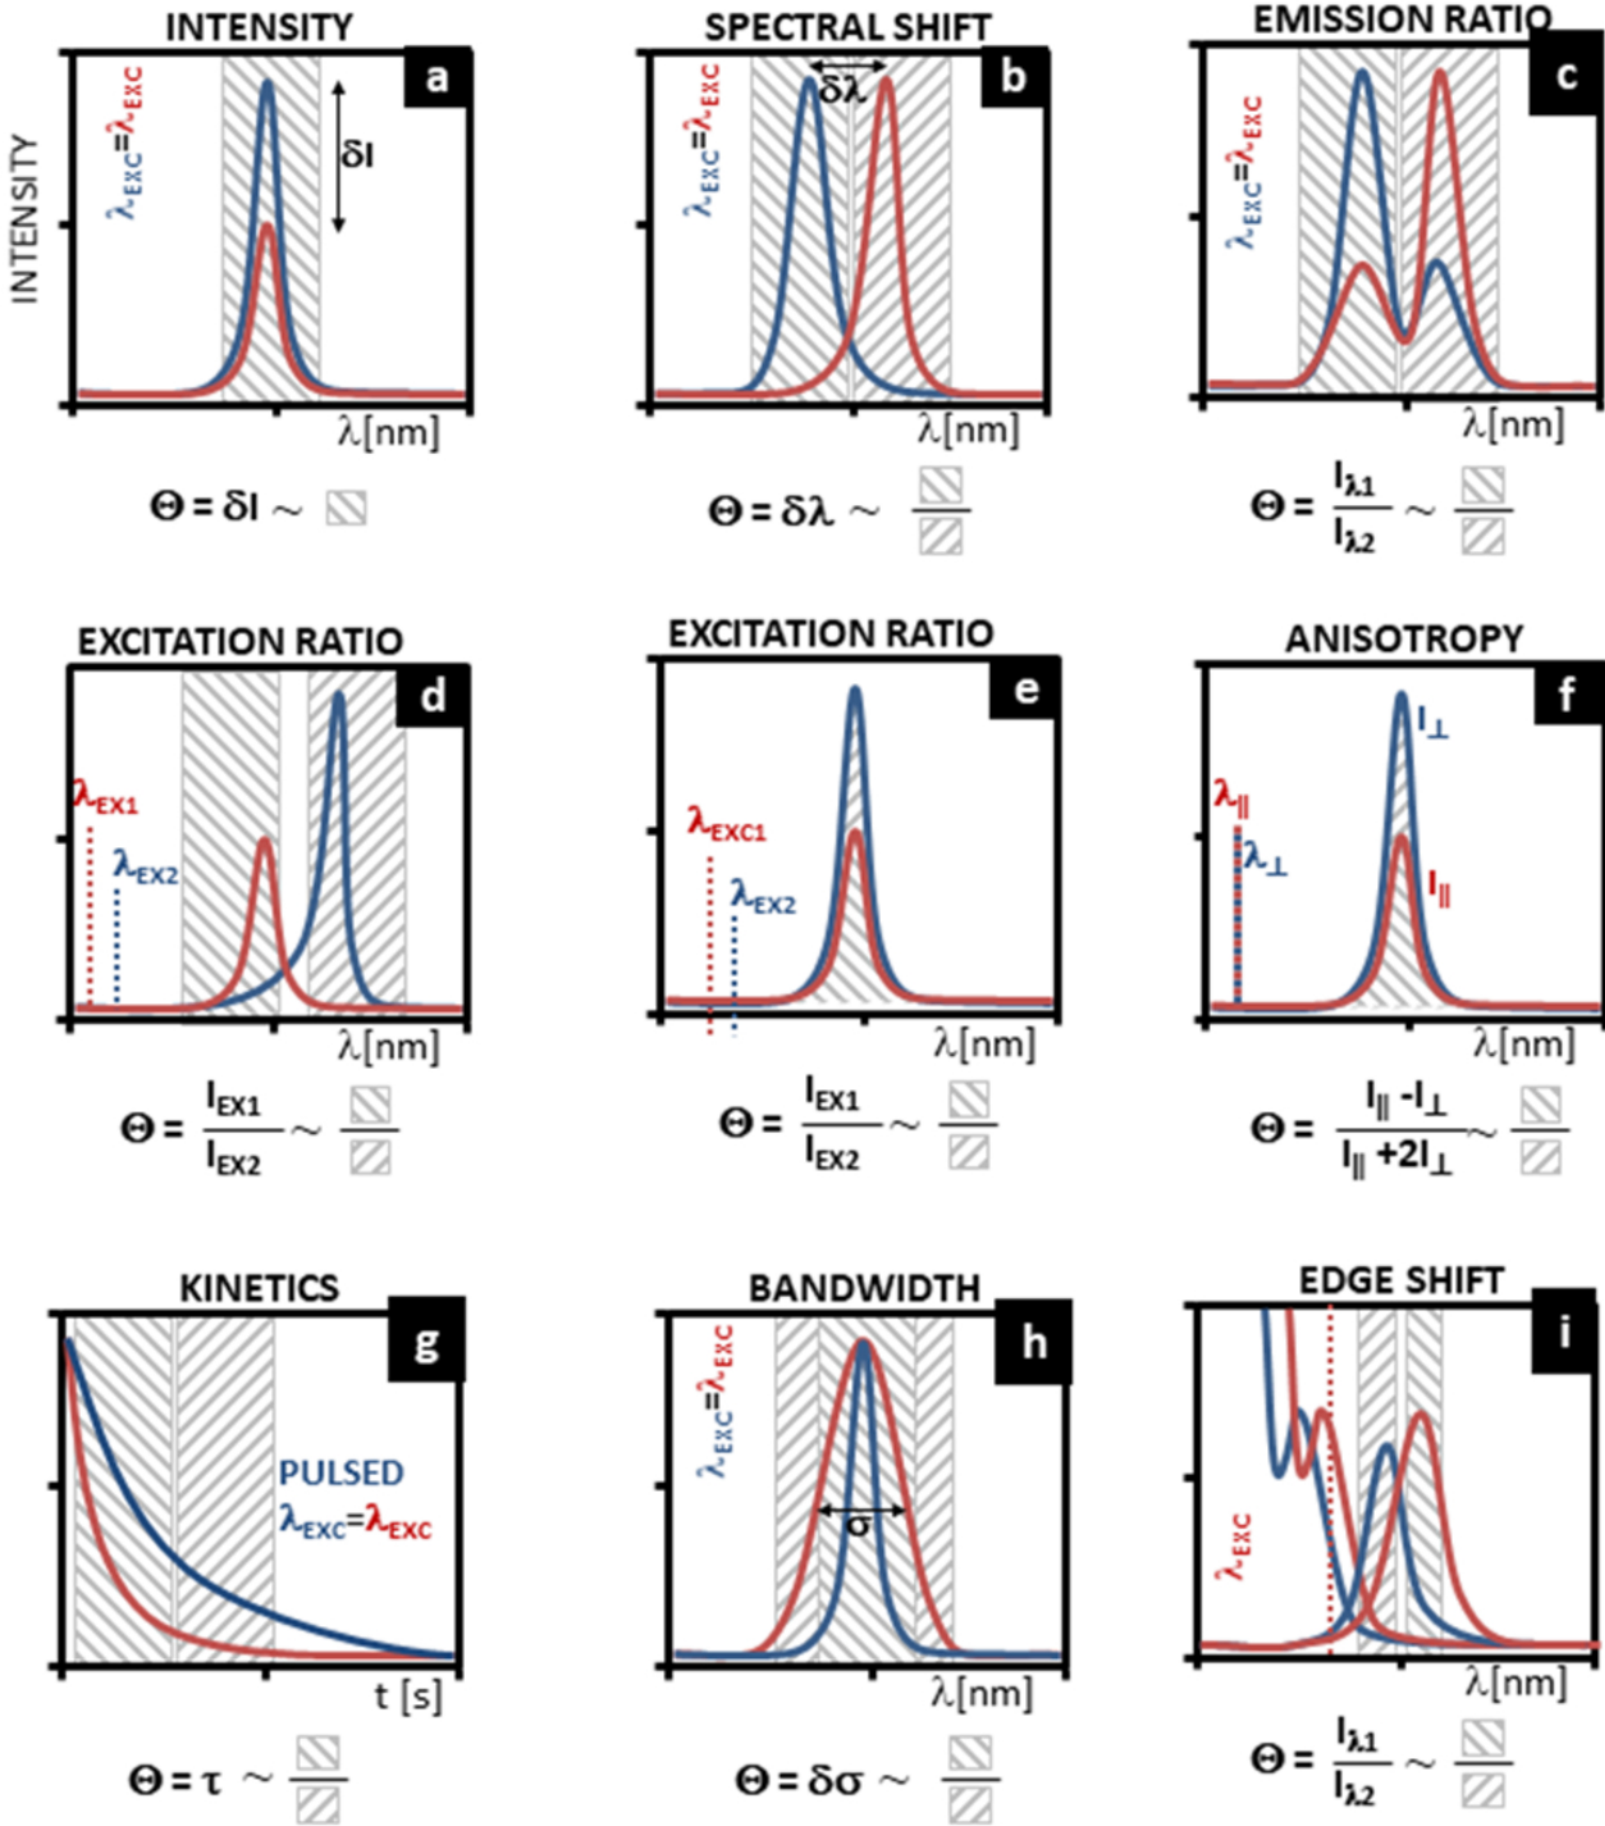 INTENSITY
a
λEXC=λEXC
δI
INTENSITY
λ[nm]
Θ = δI ~
SPECTRAL SHIFT
b
λEXC=λEXC
δλ
λ[nm]
Θ = δλ ~
EMISSION RATIO
c
λEXC=λEXC
λ[nm]
Θ = Iλ1 / Iλ2 ~
EXCITATION RATIO
d
λEX1
λEX2
λ[nm]
Θ = IEX1 / IEX2 ~
EXCITATION RATIO
e
λEXC1
λEX2
λ[nm]
Θ = IEX1 / IEX2 ~
ANISOTROPY
f
I⊥
λ||
λ⊥
I||
λ[nm]
Θ = I|| -I⊥ / I|| +2I⊥ ~
KINETICS
g
PULSED
λEXC=λEXC
t [s]
Θ = τ ~
BANDWIDTH
h
λEXC=λEXC
σ
λ[nm]
Θ = δσ ~
EDGE SHIFT
i
λEXC
λ[nm]
Θ = Iλ1 / Iλ2 ~